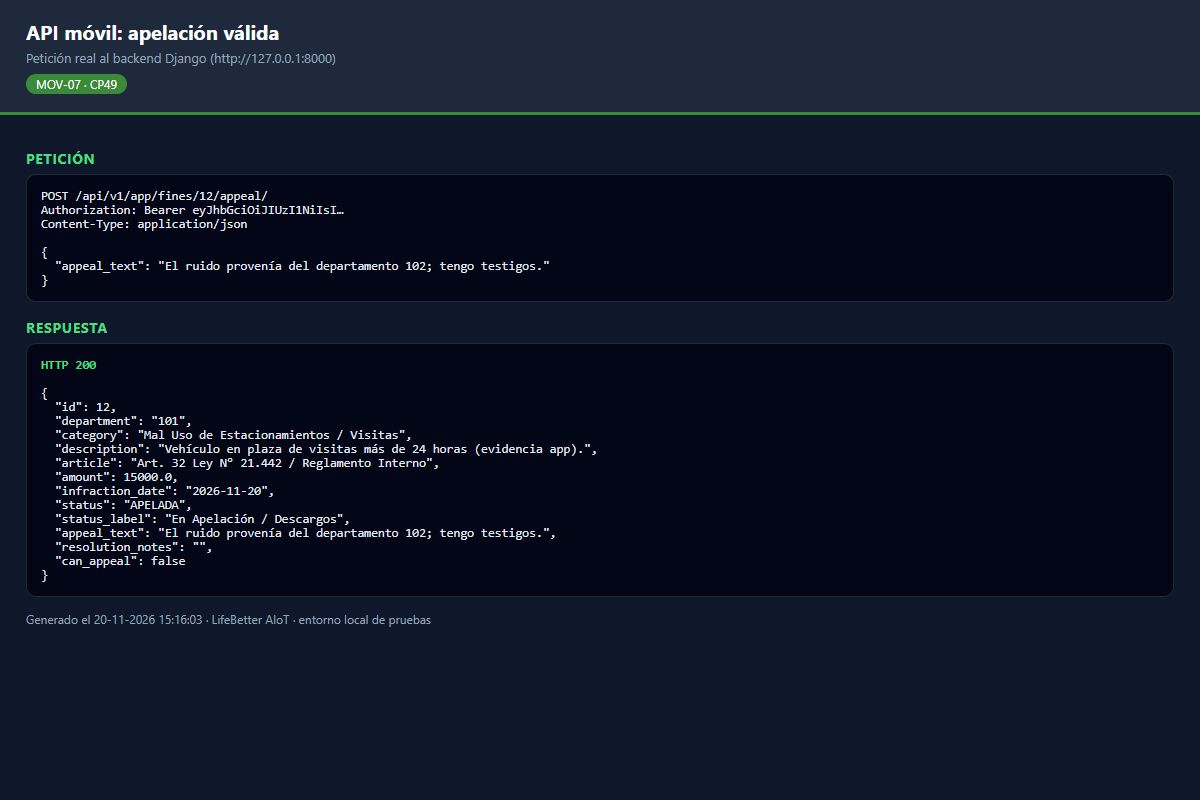 API móvil: apelación válida
Petición real al backend Django (http://127.0.0.1:8000)
MOV-07 · CP49
PETICIÓN
POST /api/v1/app/fines/12/appeal/
Authorization: Bearer eyJhbGciOiJIUzI1NiIsI…
Content-Type: application/json
{
  "appeal_text": "El ruido provenía del departamento 102; tengo testigos."
}
RESPUESTA
HTTP 200
{
  "id": 12,
  "department": "101",
  "category": "Mal Uso de Estacionamientos / Visitas",
  "description": "Vehículo en plaza de visitas más de 24 horas (evidencia app).",
  "article": "Art. 32 Ley N° 21.442 / Reglamento Interno",
  "amount": 15000.0,
  "infraction_date": "2026-11-20",
  "status": "APELADA",
  "status_label": "En Apelación / Descargos",
  "appeal_text": "El ruido provenía del departamento 102; tengo testigos.",
  "resolution_notes": "",
  "can_appeal": false
}
Generado el 20-11-2026 15:16:03 · LifeBetter AIoT · entorno local de pruebas